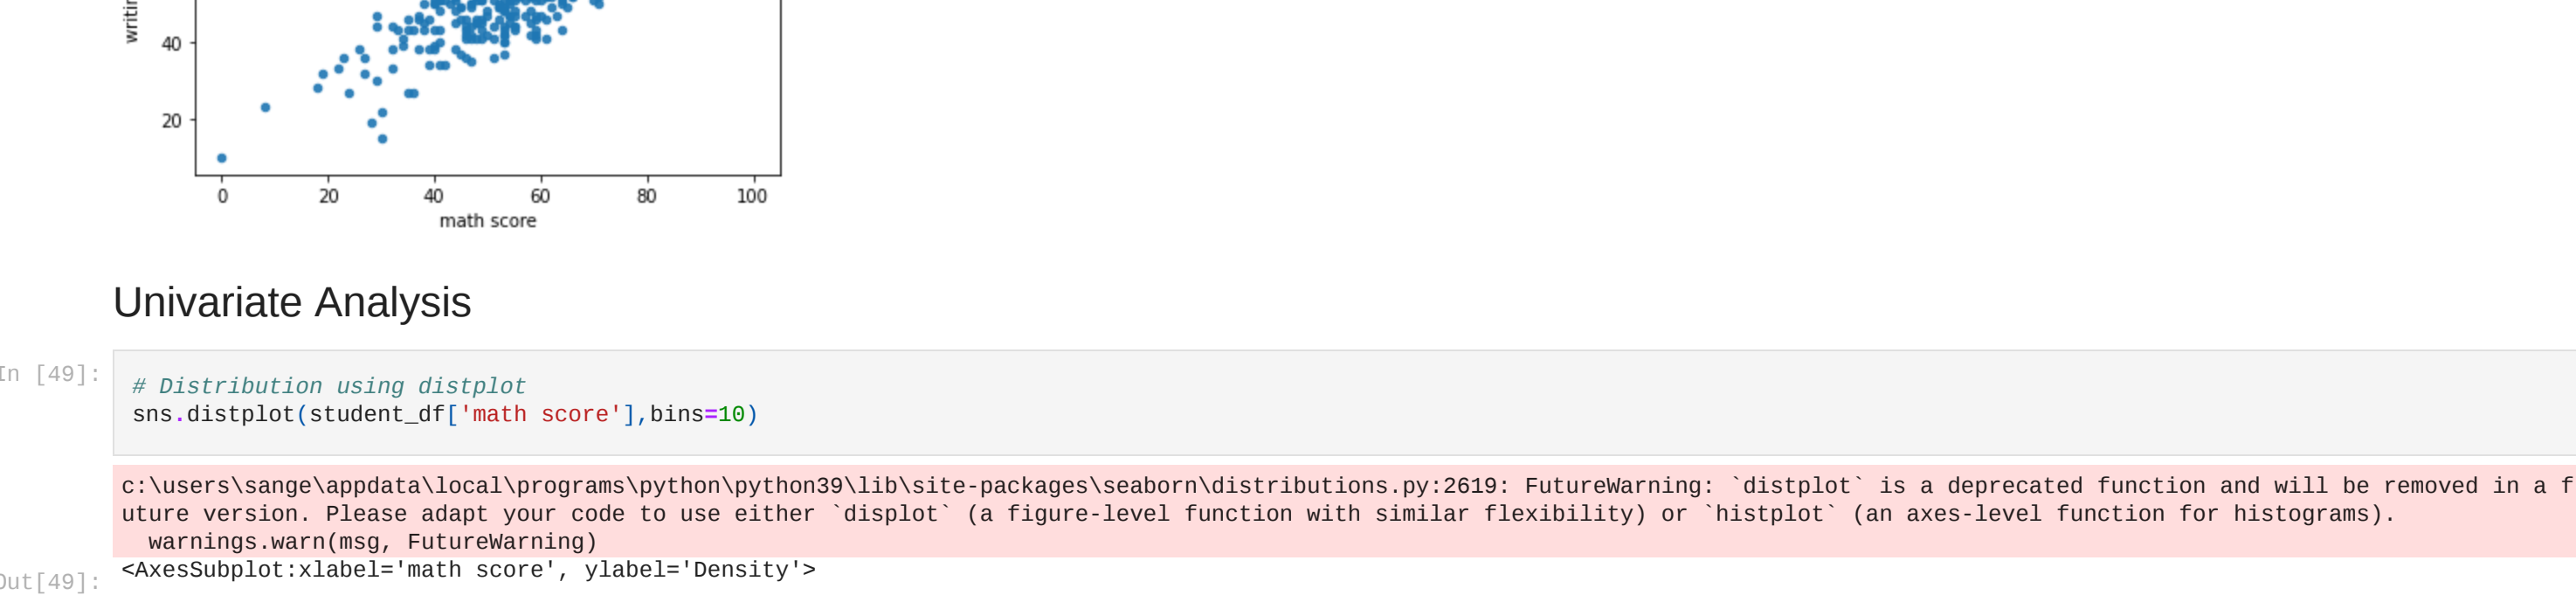 40
20
0 20 40 60 80 100
math score
Univariate Analysis
[49]:
# Distribution using distplot
sns.distplot(student_df['math score'],bins=10)
c:\users\sange\appdata\local\programs\python\python39\lib\site-packages\seaborn\distributions.py:2619: FutureWarning: `distplot` is a deprecated function and will be removed in a f
uture version. Please adapt your code to use either `displot` (a figure-level function with similar flexibility) or `histplot` (an axes-level function for histograms).
warnings.warn(msg, FutureWarning)
Out[49]:
<AxesSubplot:xlabel='math score', ylabel='Density'>